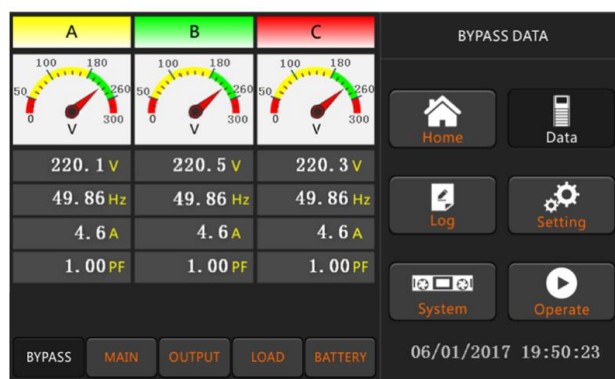 A B C
BYPASS DATA
100 180 100 180 100 180
50 260 50 260 50 260
0 300 0 300 0 300
V V V
220.1 V 220.5 V 220.3 V
49.86 Hz 49.86 Hz 49.86 Hz
4.6 A 4.6 A 4.6 A
1.00 PF 1.00 PF 1.00 PF
BYPASS MAIN OUTPUT LOAD BATTERY
Home Data
Log Setting
System Operate
06/01/2017 19:50:23